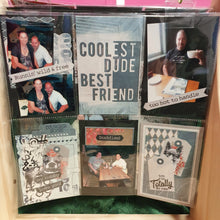 Runnin' wild & free
COOLEST
DUDE
BEST
FRIEND
too hot to handle
Totally